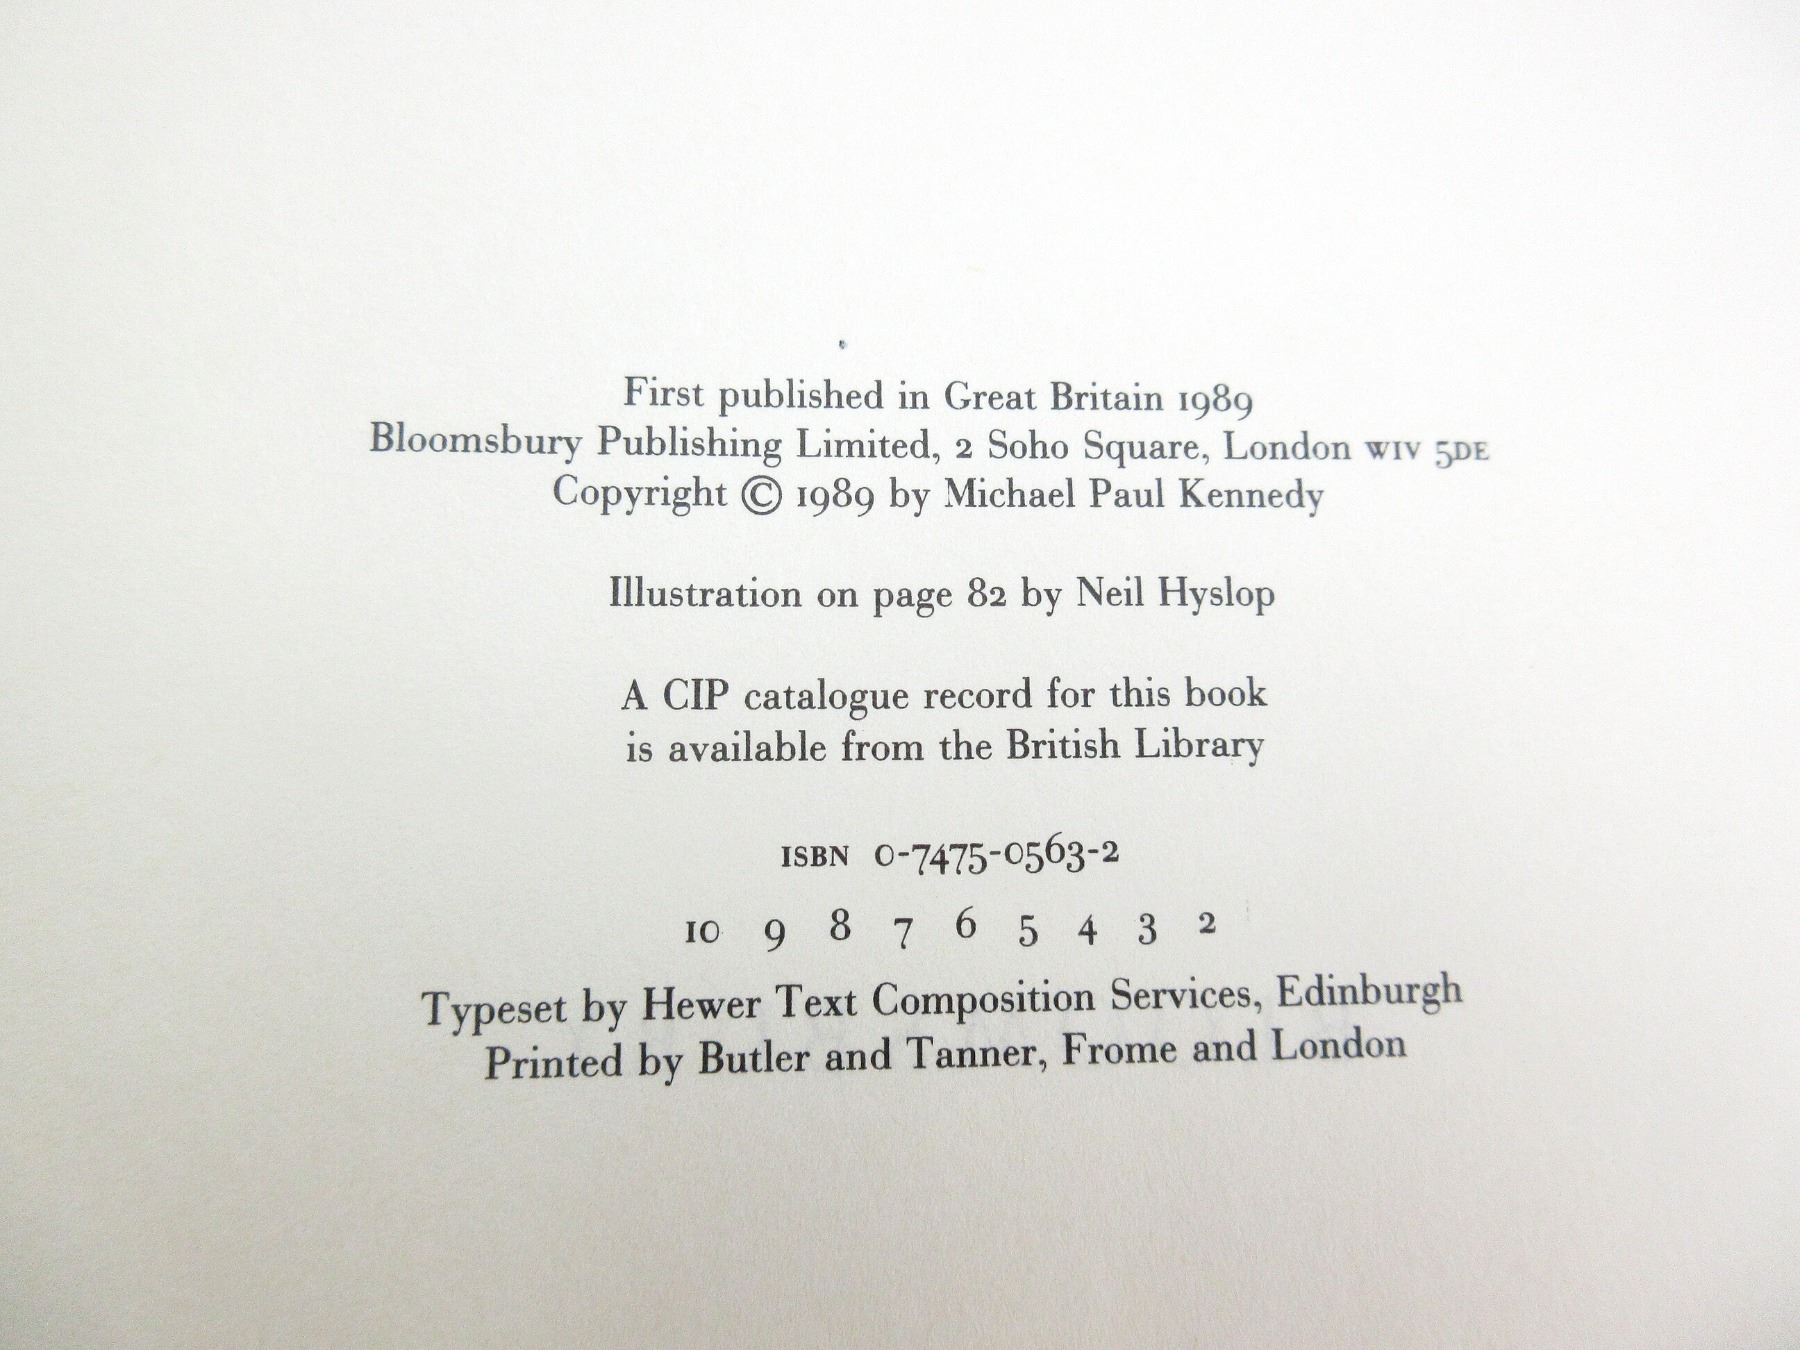 First published in Great Britain 1989
Bloomsbury Publishing Limited, 2 Soho Square, London W1V 5DE
Copyright © 1989 by Michael Paul Kennedy
Illustration on page 82 by Neil Hyslop
A CIP catalogue record for this book
is available from the British Library
ISBN 0-7475-0563-2
10 9 8 7 6 5 4 3 2
Typeset by Hewer Text Composition Services, Edinburgh
Printed by Butler and Tanner, Frome and London